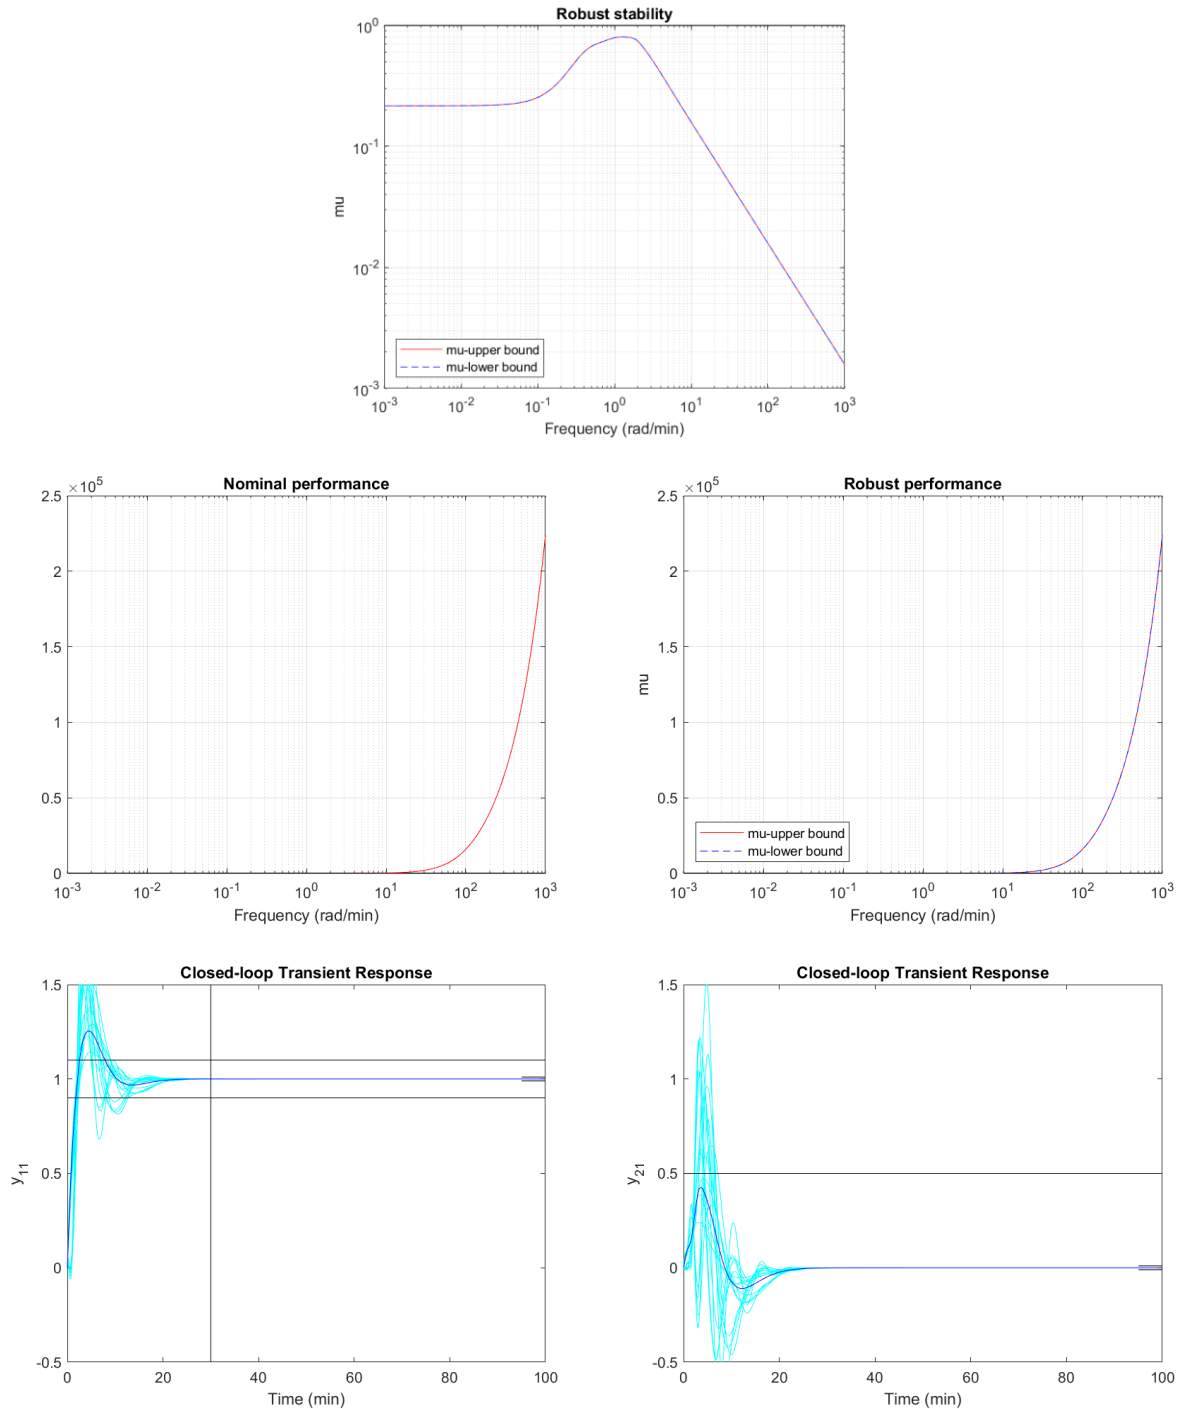 Robust stability
10^0
10^-1
10^-2
10^-3
mu
mu-upper bound
mu-lower bound
10^-3 10^-2 10^-1 10^0 10^1 10^2 10^3
Frequency (rad/min)
Nominal performance
×10^5
2.5
2
1.5
1
0.5
0
10^-3 10^-2 10^-1 10^0 10^1 10^2 10^3
Frequency (rad/min)
Robust performance
×10^5
2.5
2
1.5
1
0.5
0
mu
mu-upper bound
mu-lower bound
10^-3 10^-2 10^-1 10^0 10^1 10^2 10^3
Frequency (rad/min)
Closed-loop Transient Response
1.5
1
0.5
0
-0.5
y_11
0 20 40 60 80 100
Time (min)
Closed-loop Transient Response
1.5
1
0.5
0
-0.5
y_21
0 20 40 60 80 100
Time (min)